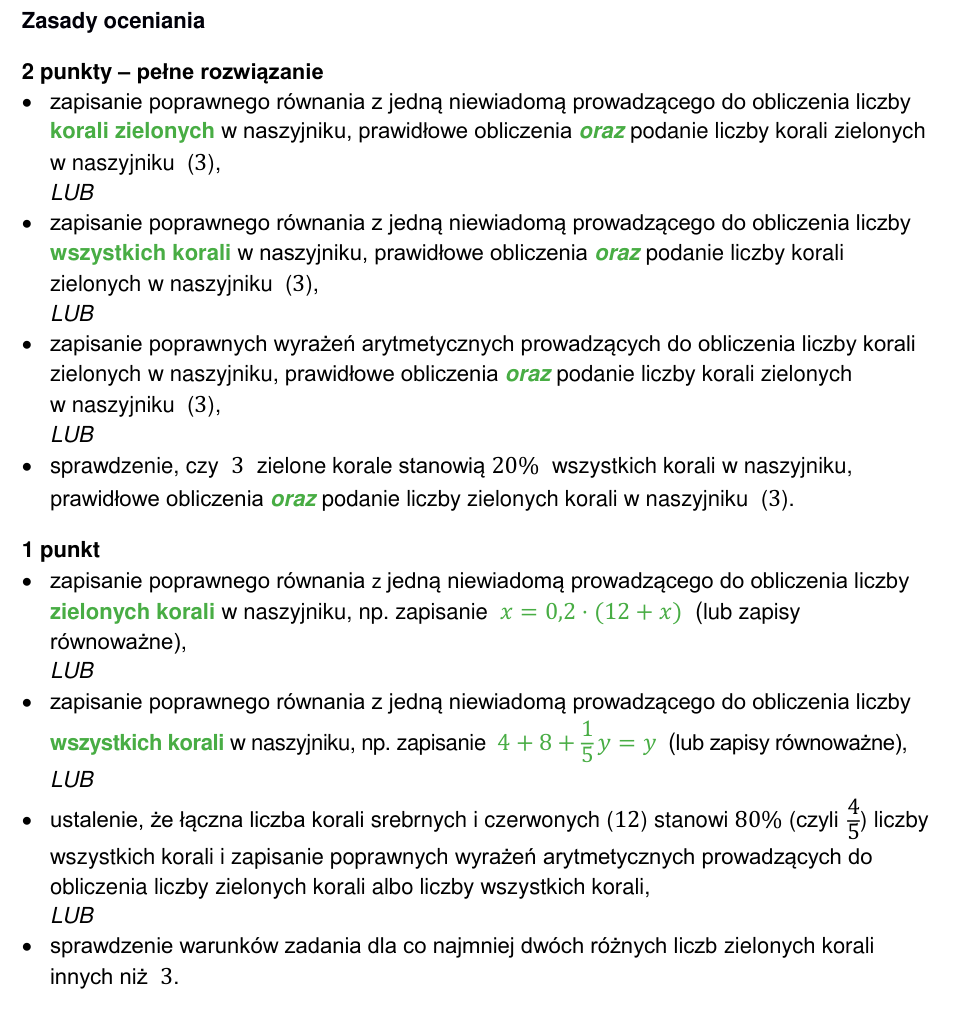 Zasady oceniania
2 punkty – pełne rozwiązanie
• zapisanie poprawnego równania z jedną niewiadomą prowadzącego do obliczenia liczby
korali zielonych w naszyjniku, prawidłowe obliczenia oraz podanie liczby korali zielonych
w naszyjniku (3),
LUB
• zapisanie poprawnego równania z jedną niewiadomą prowadzącego do obliczenia liczby
wszystkich korali w naszyjniku, prawidłowe obliczenia oraz podanie liczby korali
zielonych w naszyjniku (3),
LUB
• zapisanie poprawnych wyrażeń arytmetycznych prowadzących do obliczenia liczby korali
zielonych w naszyjniku, prawidłowe obliczenia oraz podanie liczby korali zielonych
w naszyjniku (3),
LUB
• sprawdzenie, czy 3 zielone korale stanowią 20% wszystkich korali w naszyjniku,
prawidłowe obliczenia oraz podanie liczby zielonych korali w naszyjniku (3).
1 punkt
• zapisanie poprawnego równania z jedną niewiadomą prowadzącego do obliczenia liczby
zielonych korali w naszyjniku, np. zapisanie x = 0,2 · (12 + x) (lub zapisy
równoważne),
LUB
• zapisanie poprawnego równania z jedną niewiadomą prowadzącego do obliczenia liczby
wszystkich korali w naszyjniku, np. zapisanie 4 + 8 + 1/5 y = y (lub zapisy równoważne),
LUB
• ustalenie, że łączna liczba korali srebrnych i czerwonych (12) stanowi 80% (czyli 4/5) liczby
wszystkich korali i zapisanie poprawnych wyrażeń arytmetycznych prowadzących do
obliczenia liczby zielonych korali albo liczby wszystkich korali,
LUB
• sprawdzenie warunków zadania dla co najmniej dwóch różnych liczb zielonych korali
innych niż 3.